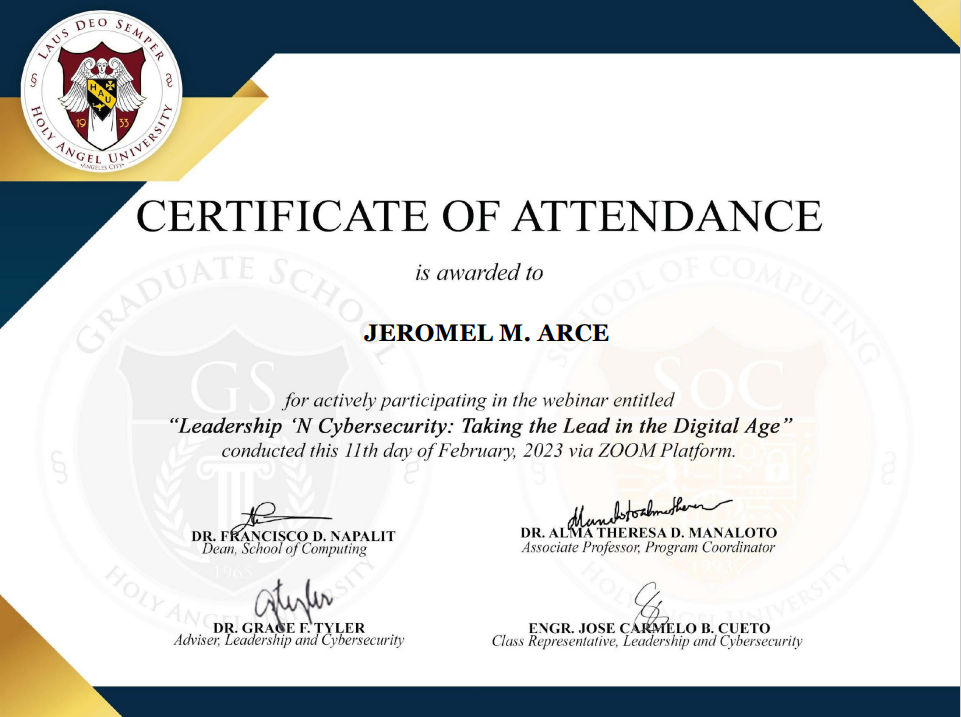 LAUS DEO SEMPER
HAU
19 33
HOLY ANGEL UNIVERSITY
ANGELES CITY
CERTIFICATE OF ATTENDANCE
is awarded to
GRADUATE SCHOOL
SCHOOL OF COMPUTING
JEROMEL M. ARCE
GS
SOC
for actively participating in the webinar entitled
“Leadership ‘N Cybersecurity: Taking the Lead in the Digital Age”
conducted this 11th day of February, 2023 via ZOOM Platform.
DR. FRANCISCO D. NAPALIT
Dean, School of Computing
DR. ALMA THERESA D. MANALOTO
Associate Professor, Program Coordinator
1965
HOLY ANGEL UNIVERSITY
HOLY ANGEL UNIVERSITY
DR. GRACE F. TYLER
Adviser, Leadership and Cybersecurity
ENGR. JOSE CARMELO B. CUETO
Class Representative, Leadership and Cybersecurity